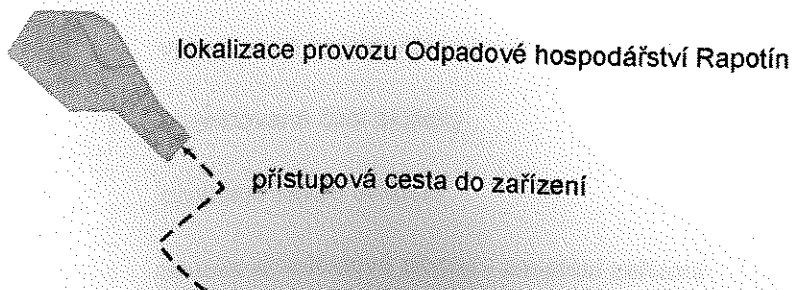 lokalizace provozu Odpadové hospodářství Rapotín
přístupová cesta do zařízení